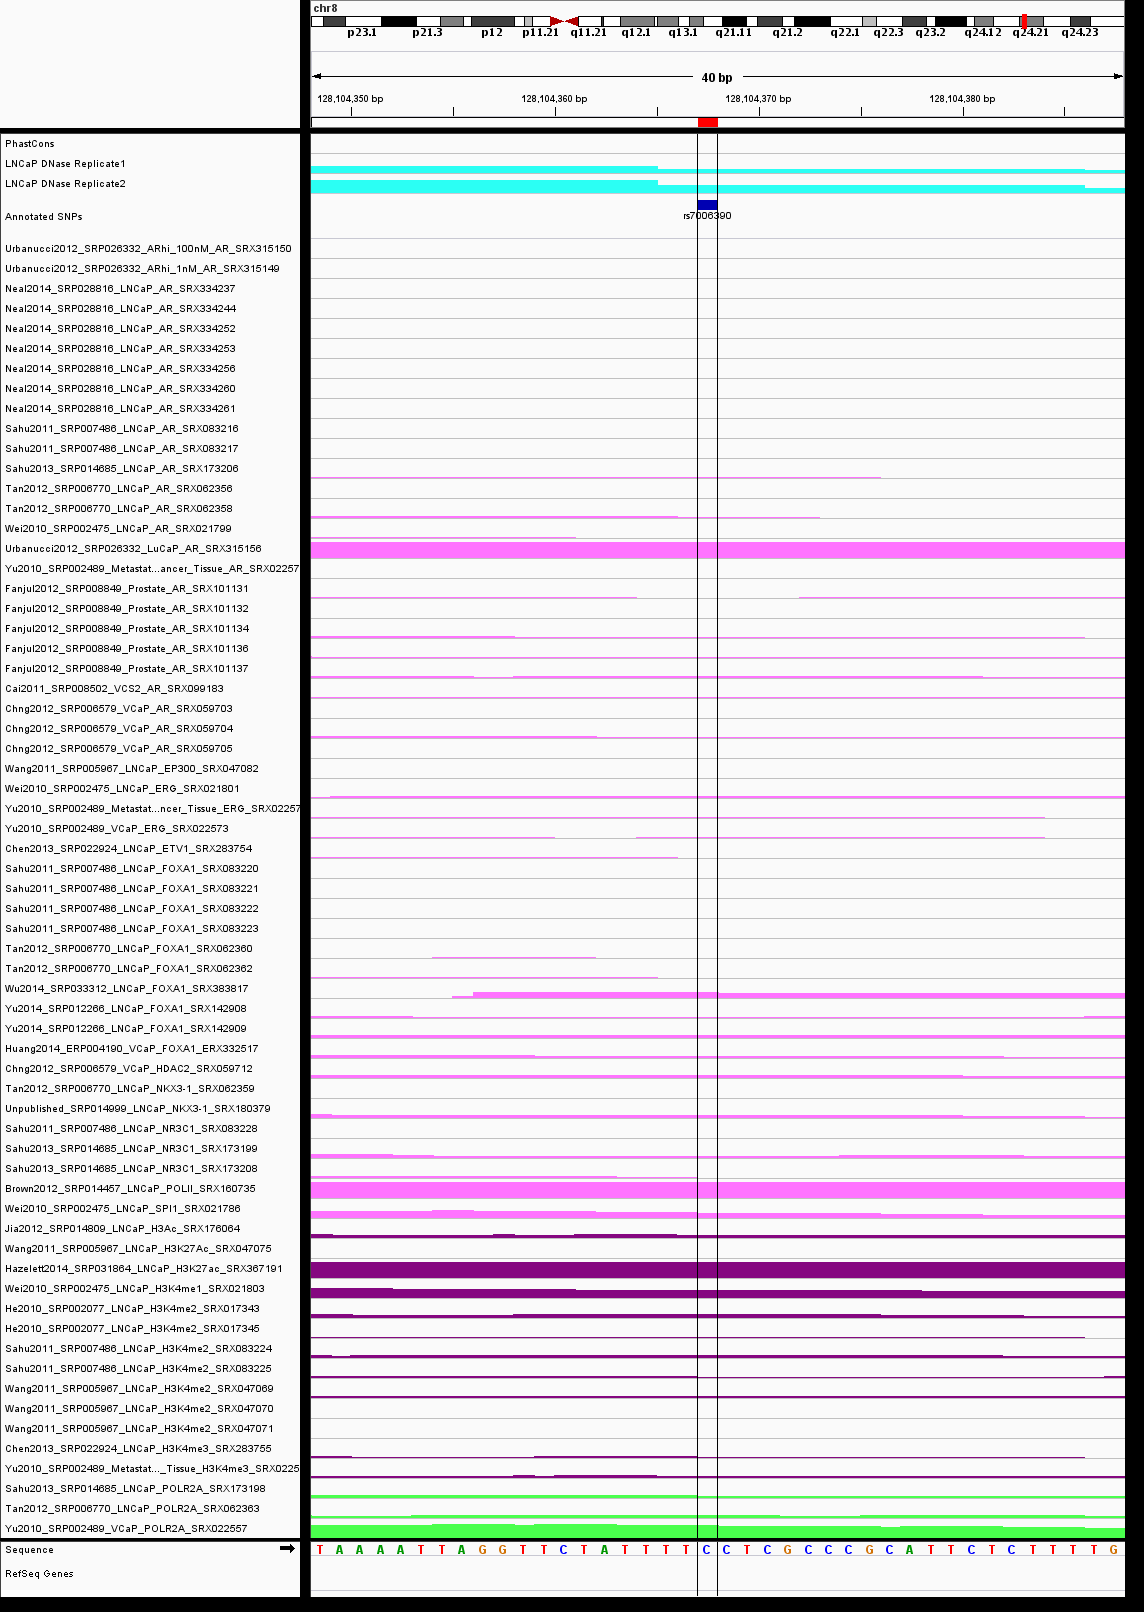 chr8
p23.1 p21.3 p12 p11.21 q11.21 q12.1 q13.1 q21.11 q21.2 q22.1 q22.3 q23.2 q24.12 q24.21 q24.23
40 bp
128,104,350 bp 128,104,360 bp 128,104,370 bp 128,104,380 bp
PhastCons
LNCaP DNase Replicate1
LNCaP DNase Replicate2
Annotated SNPs
rs7006390
Urbanucci2012_SRP026332_ARhi_100nM_AR_SRX315150
Urbanucci2012_SRP026332_ARhi_1nM_AR_SRX315149
Neal2014_SRP028816_LNCaP_AR_SRX334237
Neal2014_SRP028816_LNCaP_AR_SRX334244
Neal2014_SRP028816_LNCaP_AR_SRX334252
Neal2014_SRP028816_LNCaP_AR_SRX334253
Neal2014_SRP028816_LNCaP_AR_SRX334256
Neal2014_SRP028816_LNCaP_AR_SRX334260
Neal2014_SRP028816_LNCaP_AR_SRX334261
Sahu2011_SRP007486_LNCaP_AR_SRX083216
Sahu2011_SRP007486_LNCaP_AR_SRX083217
Sahu2013_SRP014685_LNCaP_AR_SRX173206
Tan2012_SRP006770_LNCaP_AR_SRX062356
Tan2012_SRP006770_LNCaP_AR_SRX062358
Wei2010_SRP002475_LNCaP_AR_SRX021799
Urbanucci2012_SRP026332_LuCaP_AR_SRX315156
Yu2010_SRP002489_Metastat...ancer_Tissue_AR_SRX02257
Fanjul2012_SRP008849_Prostate_AR_SRX101131
Fanjul2012_SRP008849_Prostate_AR_SRX101132
Fanjul2012_SRP008849_Prostate_AR_SRX101134
Fanjul2012_SRP008849_Prostate_AR_SRX101136
Fanjul2012_SRP008849_Prostate_AR_SRX101137
Cai2011_SRP008502_VCS2_AR_SRX099183
Chng2012_SRP006579_VCaP_AR_SRX059703
Chng2012_SRP006579_VCaP_AR_SRX059704
Chng2012_SRP006579_VCaP_AR_SRX059705
Wang2011_SRP005967_LNCaP_EP300_SRX047082
Wei2010_SRP002475_LNCaP_ERG_SRX021801
Yu2010_SRP002489_Metastat...ncer_Tissue_ERG_SRX02257
Yu2010_SRP002489_VCaP_ERG_SRX022573
Chen2013_SRP022924_LNCaP_ETV1_SRX283754
Sahu2011_SRP007486_LNCaP_FOXA1_SRX083220
Sahu2011_SRP007486_LNCaP_FOXA1_SRX083221
Sahu2011_SRP007486_LNCaP_FOXA1_SRX083222
Sahu2011_SRP007486_LNCaP_FOXA1_SRX083223
Tan2012_SRP006770_LNCaP_FOXA1_SRX062360
Tan2012_SRP006770_LNCaP_FOXA1_SRX062362
Wu2014_SRP033312_LNCaP_FOXA1_SRX383817
Yu2014_SRP012266_LNCaP_FOXA1_SRX142908
Yu2014_SRP012266_LNCaP_FOXA1_SRX142909
Huang2014_ERP004190_VCaP_FOXA1_ERX332517
Chng2012_SRP006579_VCaP_HDAC2_SRX059712
Tan2012_SRP006770_LNCaP_NKX3-1_SRX062359
Unpublished_SRP014999_LNCaP_NKX3-1_SRX180379
Sahu2011_SRP007486_LNCaP_NR3C1_SRX083228
Sahu2013_SRP014685_LNCaP_NR3C1_SRX173199
Sahu2013_SRP014685_LNCaP_NR3C1_SRX173208
Brown2012_SRP014457_LNCaP_POLII_SRX160735
Wei2010_SRP002475_LNCaP_SPI1_SRX021786
Jia2012_SRP014809_LNCaP_H3Ac_SRX176064
Wang2011_SRP005967_LNCaP_H3K27Ac_SRX047075
Hazelett2014_SRP031864_LNCaP_H3K27ac_SRX367191
Wei2010_SRP002475_LNCaP_H3K4me1_SRX021803
He2010_SRP002077_LNCaP_H3K4me2_SRX017343
He2010_SRP002077_LNCaP_H3K4me2_SRX017345
Sahu2011_SRP007486_LNCaP_H3K4me2_SRX083224
Sahu2011_SRP007486_LNCaP_H3K4me2_SRX083225
Wang2011_SRP005967_LNCaP_H3K4me2_SRX047069
Wang2011_SRP005967_LNCaP_H3K4me2_SRX047070
Wang2011_SRP005967_LNCaP_H3K4me2_SRX047071
Chen2013_SRP022924_LNCaP_H3K4me3_SRX283755
Yu2010_SRP002489_Metastat..._Tissue_H3K4me3_SRX0225
Sahu2013_SRP014685_LNCaP_POLR2A_SRX173198
Tan2012_SRP006770_LNCaP_POLR2A_SRX062363
Yu2010_SRP002489_VCaP_POLR2A_SRX022557
Sequence T A A A A T T A G G T T C T A T T T T C C T C G C C C G C A T T C T C T T T T G
RefSeq Genes